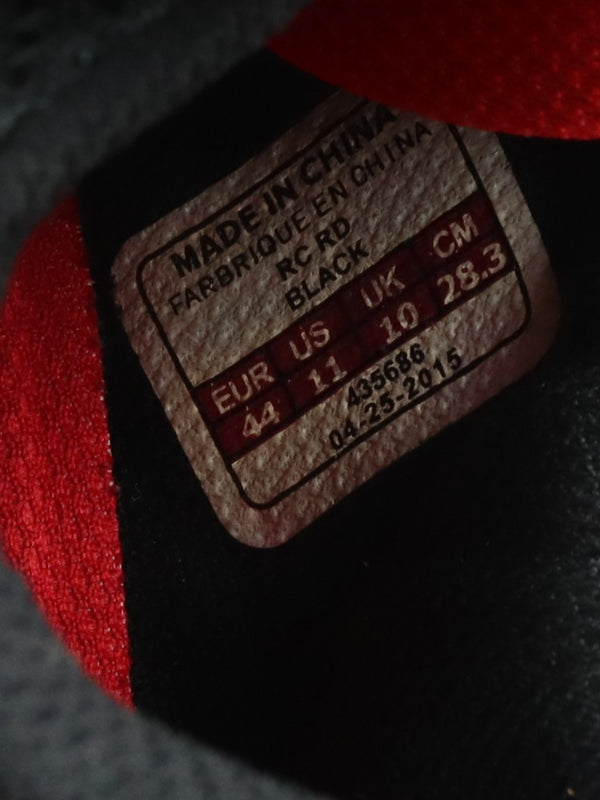 MADE IN CHINA
FARBRIQUE EN CHINA
RC RD
BLACK
EUR US UK CM
44 11 10 28.3
435686
04-25-2015